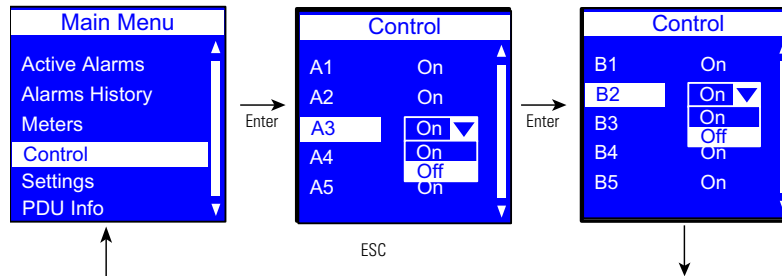 Main Menu
Active Alarms
Alarms History
Meters
Control
Settings
PDU Info
Enter
Control
A1 On
A2 On
A3 On
On
A4
Off
A5 On
Enter
Control
B1 On
B2 On
On
B3
Off
B4 On
B5 On
ESC